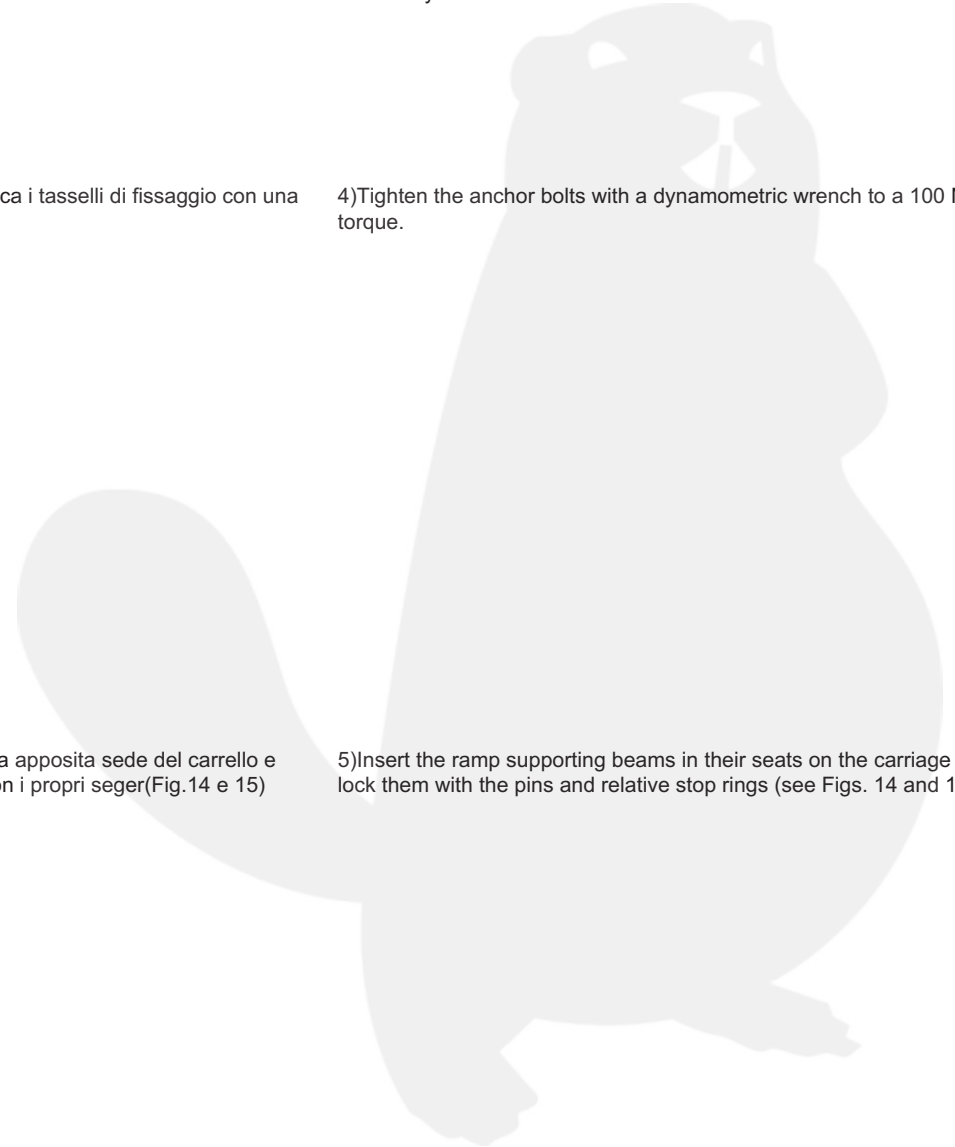 ca i tasselli di fissaggio con una
4)Tighten the anchor bolts with a dynamometric wrench to a 100
torque.
a apposita sede del carrello e
n i propri seger(Fig.14 e 15)
5)Insert the ramp supporting beams in their seats on the carriage
lock them with the pins and relative stop rings (see Figs. 14 and 1